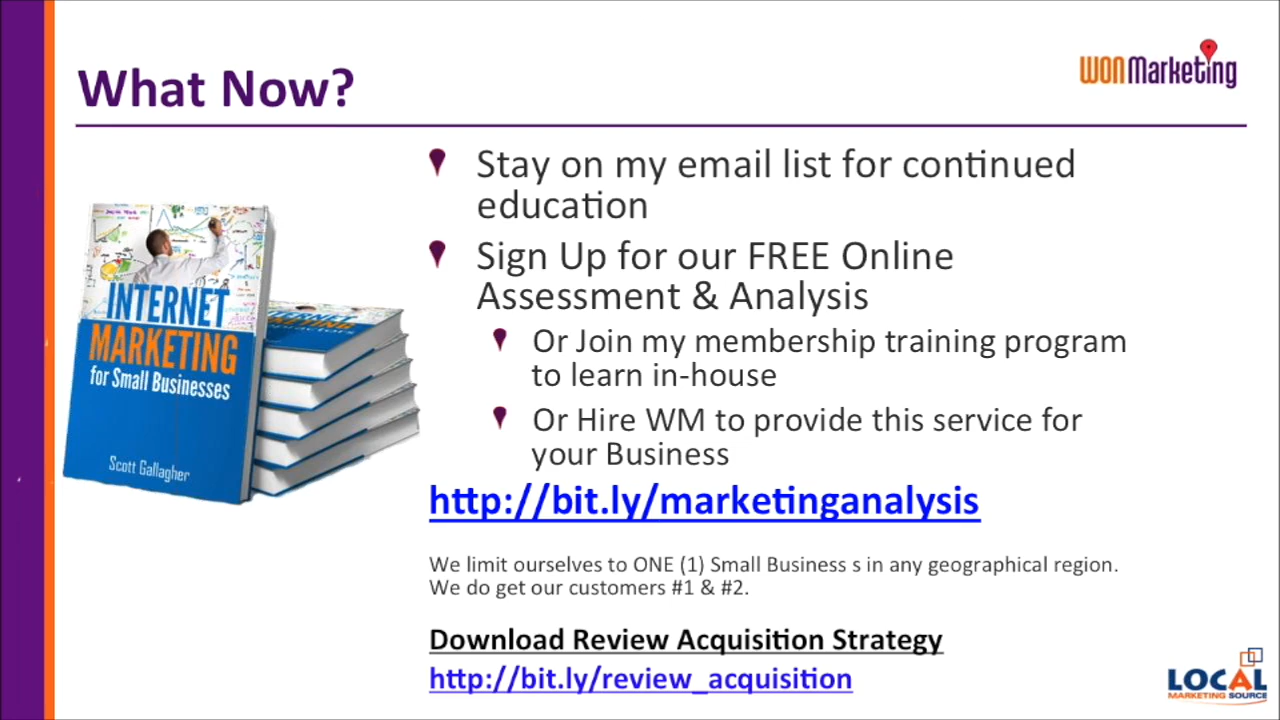 What Now?
WON Marketing
Stay on my email list for continued
education
Sign Up for our FREE Online
Assessment & Analysis
Or Join my membership training program
to learn in-house
Or Hire WM to provide this service for
your Business
http://bit.ly/marketinganalysis
We limit ourselves to ONE (1) Small Business s in any geographical region.
We do get our customers #1 & #2.
Download Review Acquisition Strategy
http://bit.ly/review_acquisition
INTERNET
MARKETING
for Small Businesses
Scott Gallagher
INTERNET
LOCAL
MARKETING SOURCE